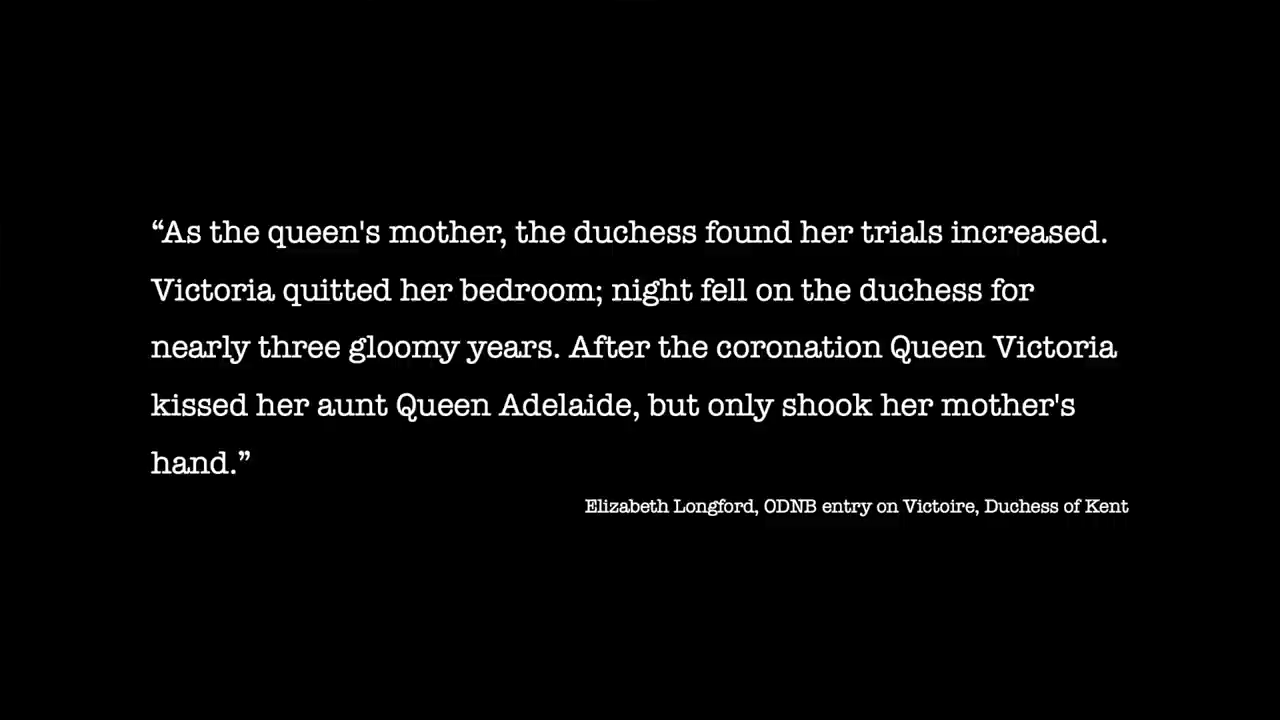 “As the queen's mother, the duchess found her trials increased.
Victoria quitted her bedroom; night fell on the duchess for
nearly three gloomy years. After the coronation Queen Victoria
kissed her aunt Queen Adelaide, but only shook her mother's
hand.”
Elizabeth Longford, ODNB entry on Victoire, Duchess of Kent